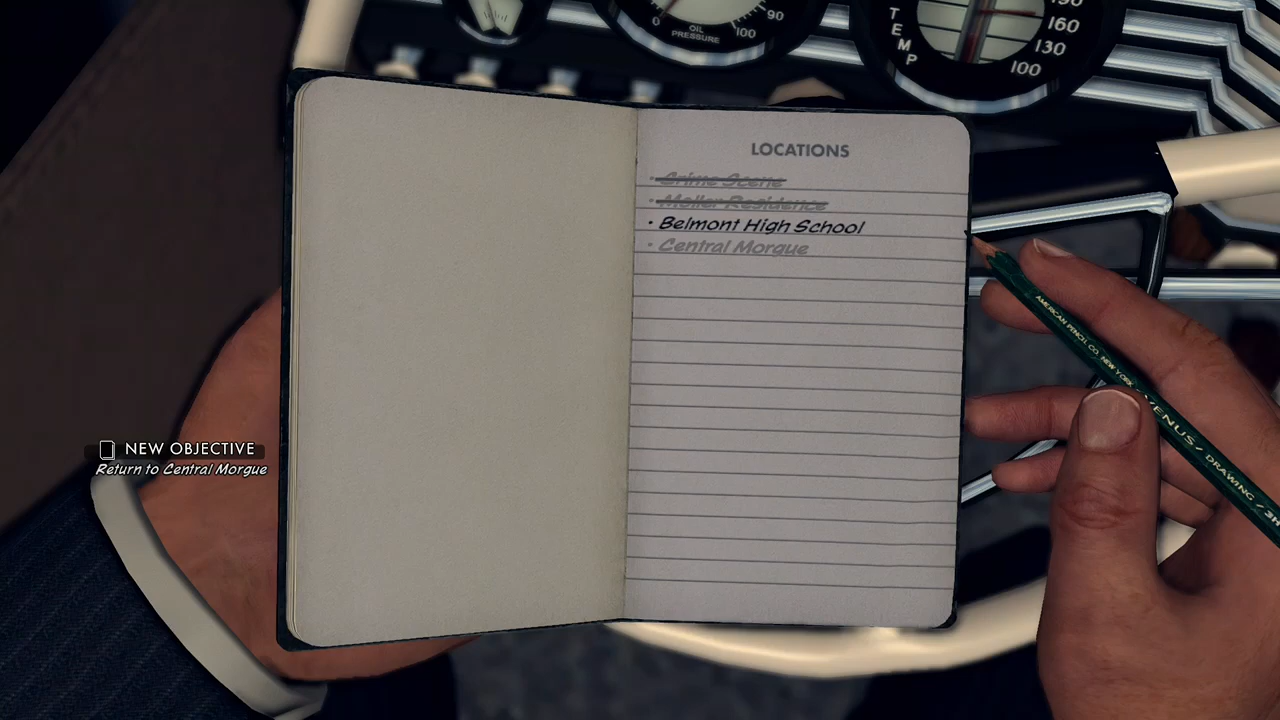 0
90
100
OIL
PRESSURE
TEMP
190
160
130
100
LOCATIONS
· Crime Scene
· Moller Residence
· Belmont High School
· Central Morgue
NEW OBJECTIVE
Return to Central Morgue
AMERICAN PENCIL CO. NEW YORK
VENUS / DRAWING /